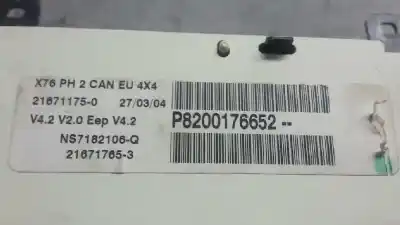 X76 PH 2 CAN EU 4X4
21671175-0 27/03/04
V4.2 V2.0 Eep V4.2
P8200176652--
NS7182106-Q
21671765-3